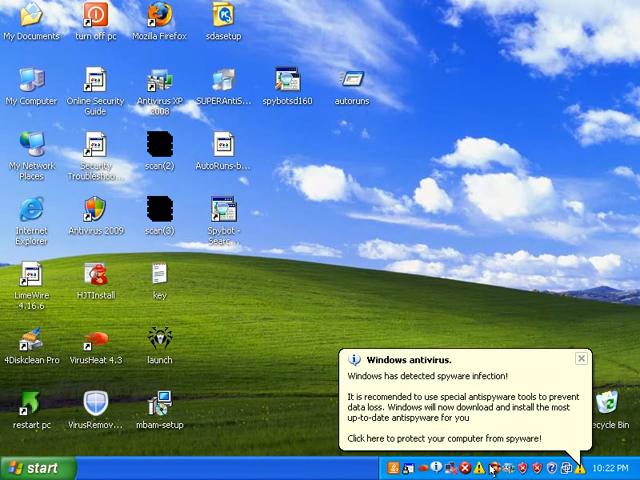 My Documents
turn off pc
Mozilla Firefox
sdasetup
My Computer
Online Security
Guide
Antivirus XP
2008
SUPERAntiS...
spybotsd160
autoruns
My Network
Places
Security
Troubleshoo...
scan(2)
AutoRuns-b...
Internet
Explorer
Antivirus 2009
scan(3)
Spybot -
Searc...
LimeWire
4.16.6
HJTInstall
key
4Diskclean Pro
VirusHeat 4.3
launch
restart pc
VirusRemov...
mbam-setup
Windows antivirus.
Windows has detected spyware infection!
It is recomended to use special antispyware tools to prevent
data loss. Windows will now download and install the most
up-to-date antispyware for you
Click here to protect your computer from spyware!
ecycle Bin
start
10:22 PM